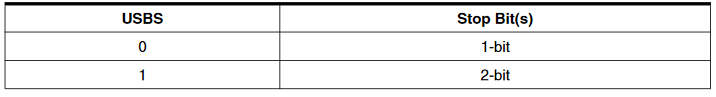 USBS Stop Bit(s)
0 1-bit
1 2-bit